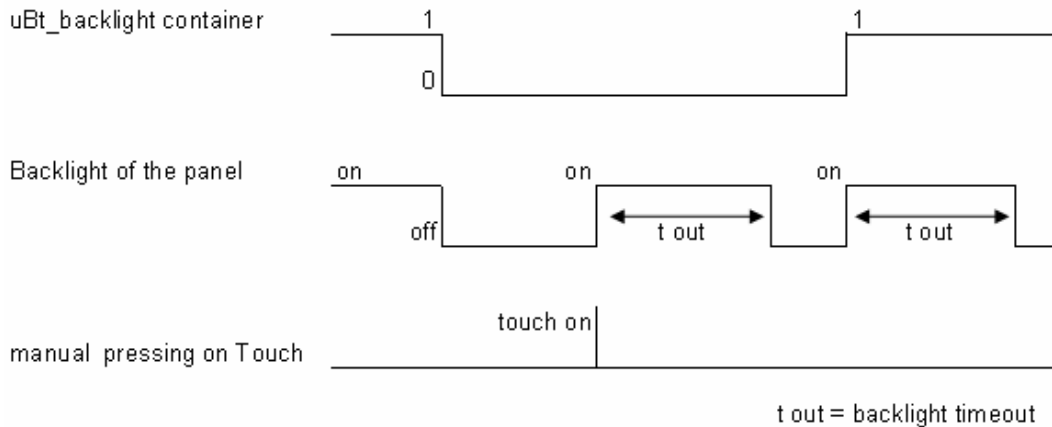 uBt_backlight container
1
0
1
Backlight of the panel
on
off
on
t out
on
t out
touch on
manual pressing on Touch
t out = backlight timeout